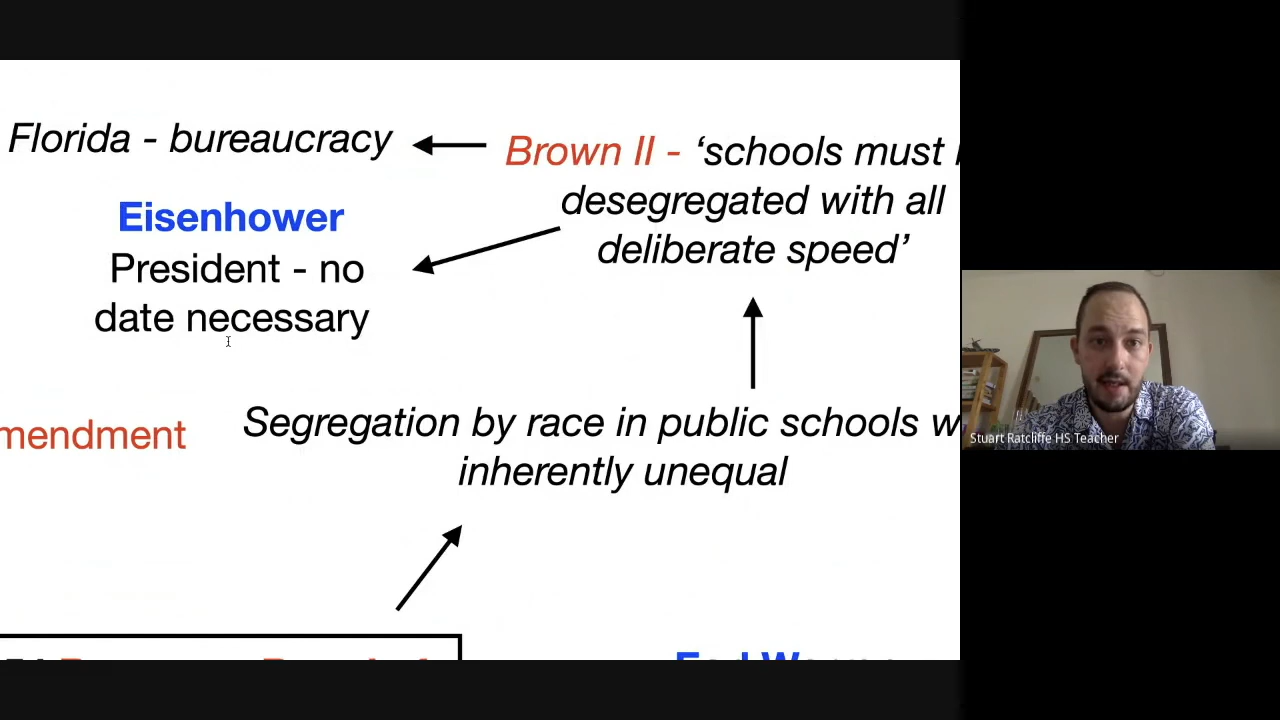 Florida - bureaucracy
Brown II - ‘schools must
desegregated with all
deliberate speed’
Eisenhower
President - no
date necessary
mendment
Segregation by race in public schools w
inherently unequal
Stuart Ratcliffe HS Teacher